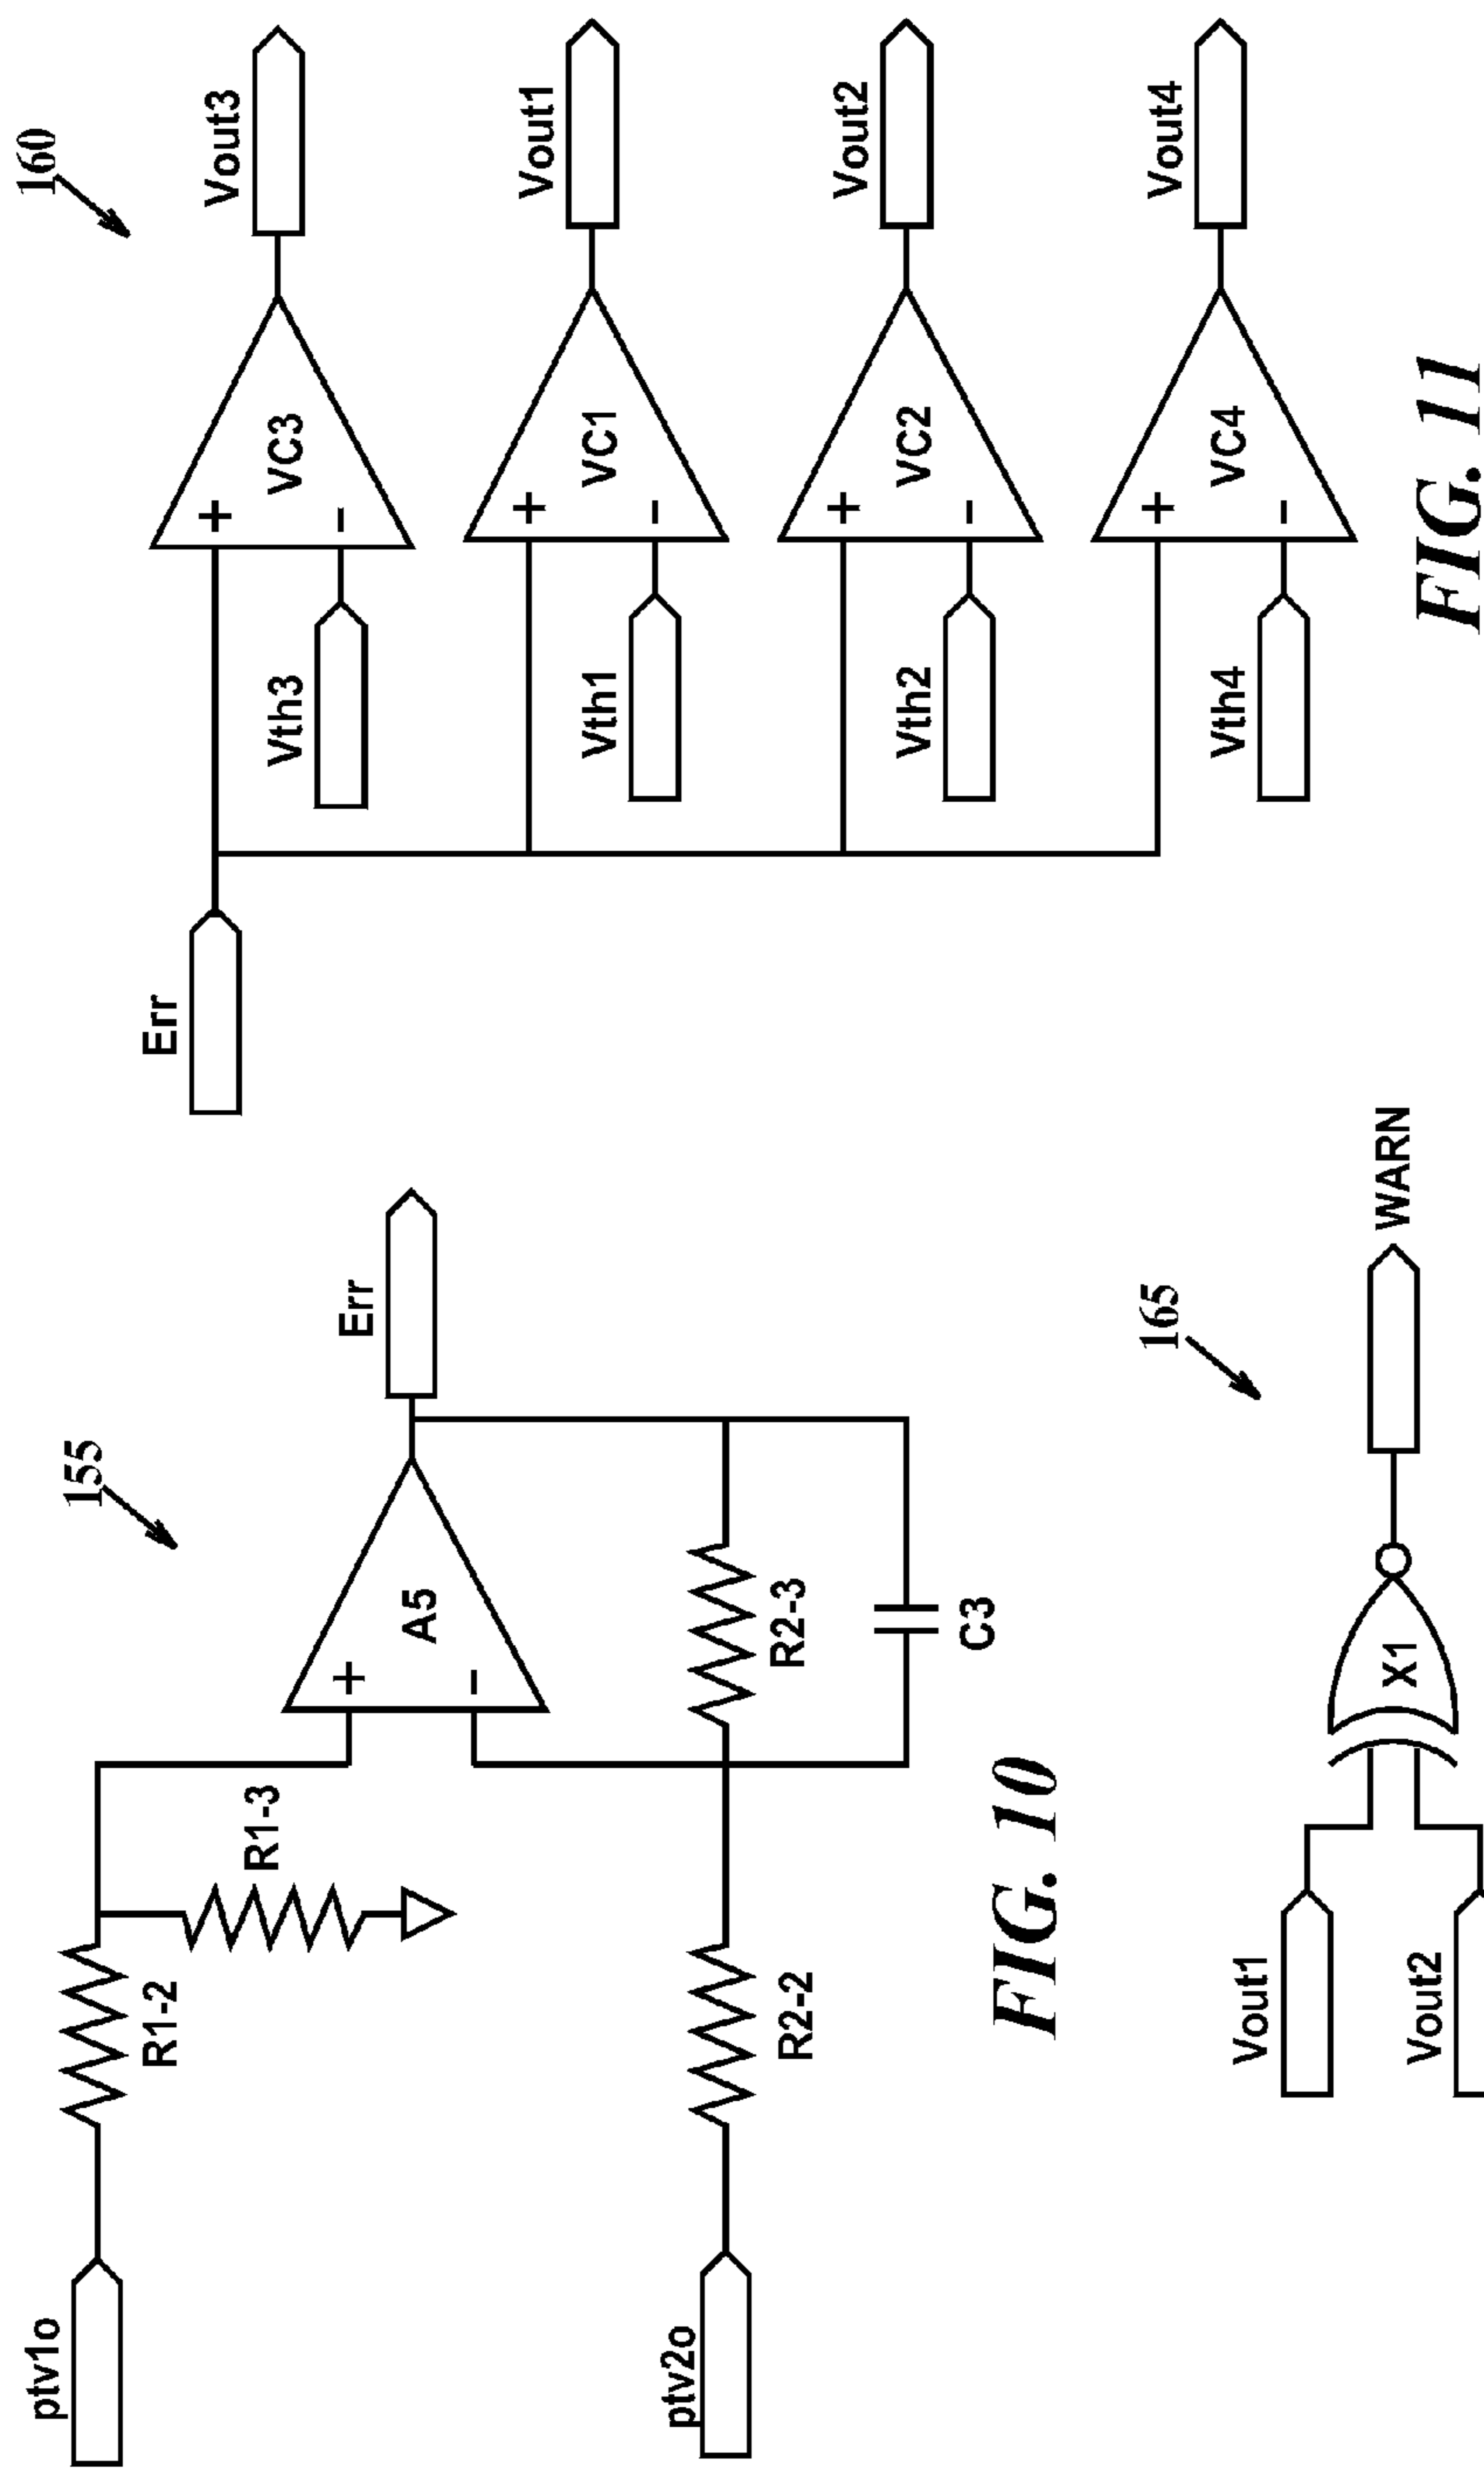 155
ptv1o
R1-2
R1-3
+
-
A5
Err
ptv2o
R2-2
R2-3
C3
FIG. 10
160
Err
+
-
VC3
Vth3
Vout3
+
-
VC1
Vth1
Vout1
+
-
VC2
Vth2
Vout2
+
-
VC4
Vth4
Vout4
FIG. 11
165
Vout1
Vout2
X1
WARN